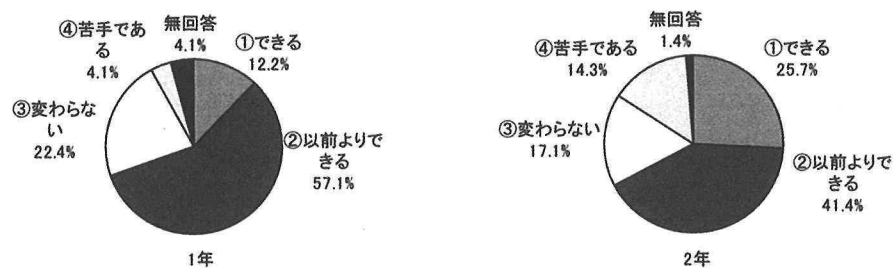 無回答
4.1%
①できる
12.2%
④苦手であ
る
4.1%
③変わらな
い
22.4%
②以前よりで
きる
57.1%
1年
無回答
1.4%
①できる
25.7%
④苦手である
14.3%
③変わらない
17.1%
②以前よりで
きる
41.4%
2年